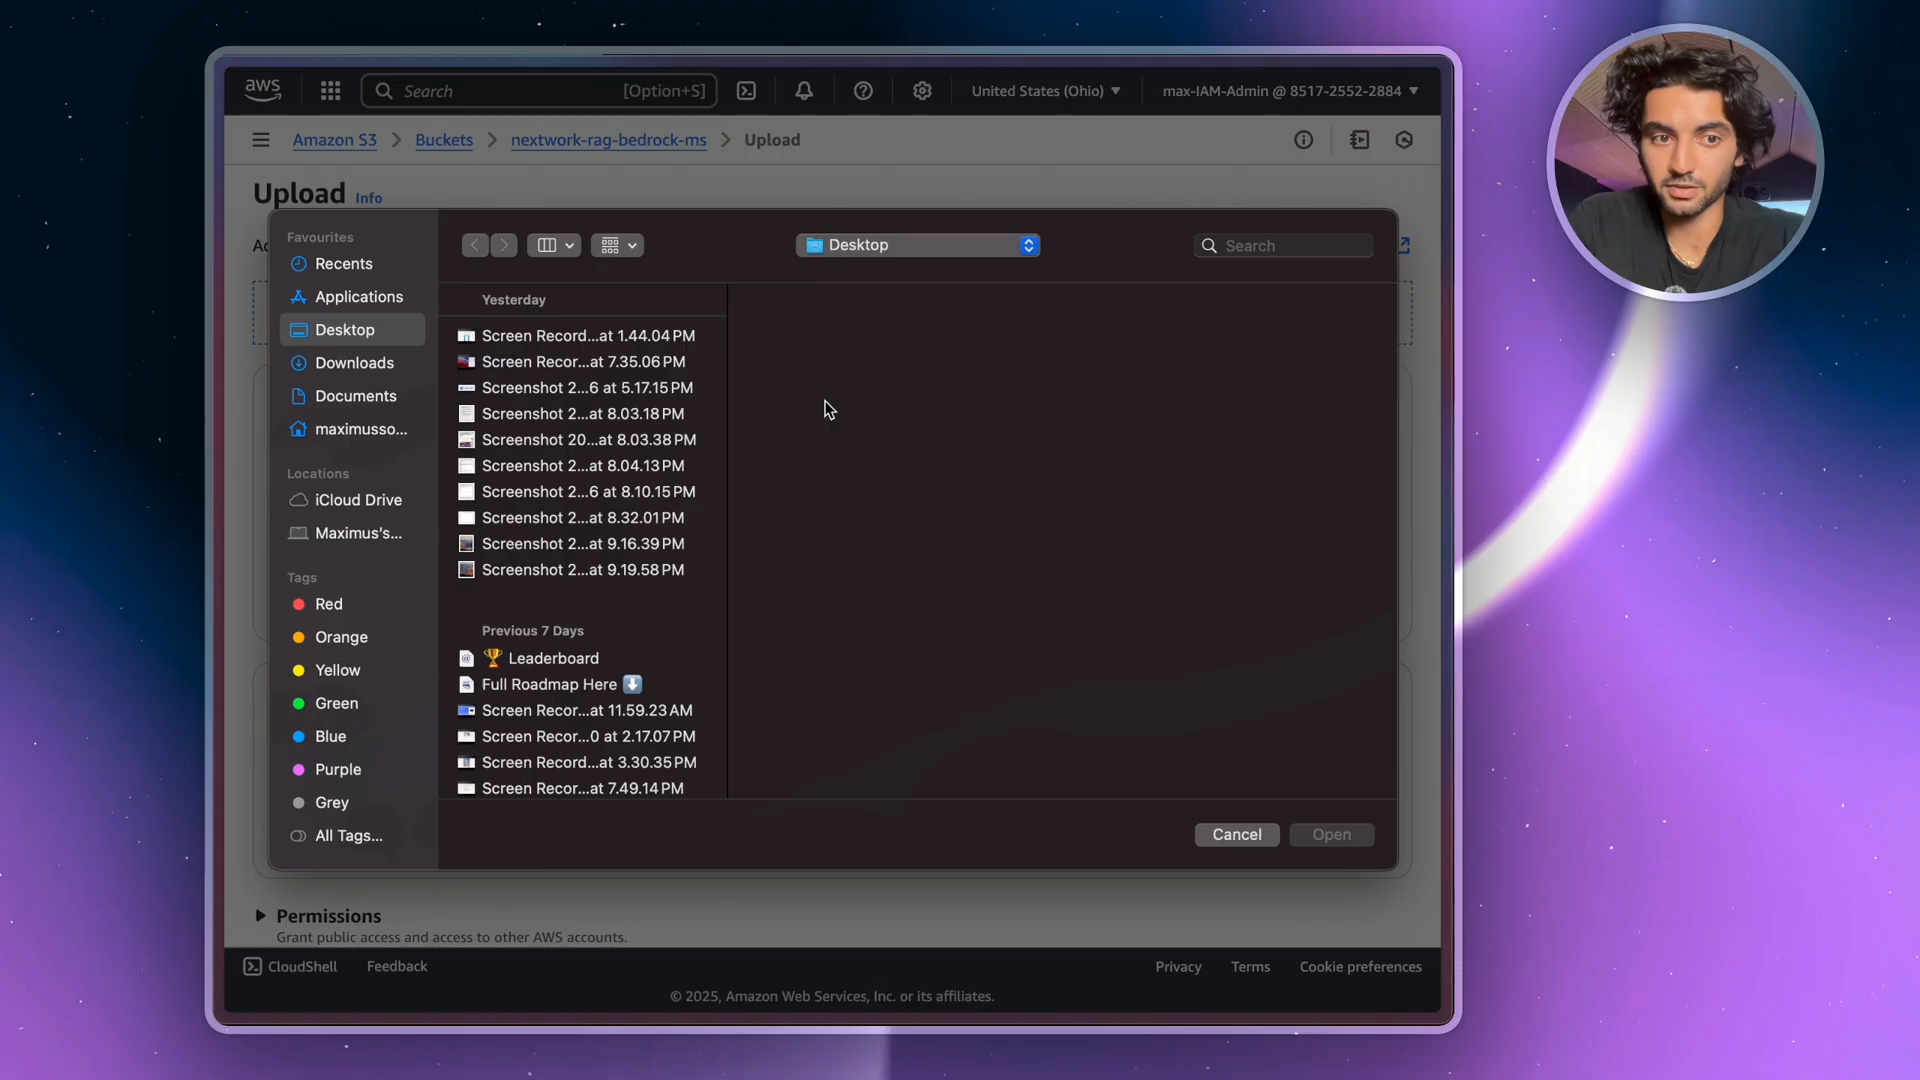 aws
Search [Option+S]
United States (Ohio)
max-IAM-Admin @ 8517-2552-2884
Amazon S3 > Buckets > nextwork-rag-bedrock-ms > Upload
Upload Info
Favourites
Recents
Applications
Desktop
Downloads
Documents
maximusso...
Locations
iCloud Drive
Maximus's...
Tags
Red
Orange
Yellow
Green
Blue
Purple
Grey
All Tags...
Desktop
Search
Yesterday
Screen Record...at 1.44.04 PM
Screen Recor...at 7.35.06 PM
Screenshot 2...6 at 5.17.15 PM
Screenshot 2...at 8.03.18 PM
Screenshot 20...at 8.03.38 PM
Screenshot 2...at 8.04.13 PM
Screenshot 2...6 at 8.10.15 PM
Screenshot 2...at 8.32.01 PM
Screenshot 2...at 9.16.39 PM
Screenshot 2...at 9.19.58 PM
Previous 7 Days
🏆 Leaderboard
Full Roadmap Here ⬇️
Screen Recor...at 11.59.23 AM
Screen Recor...0 at 2.17.07 PM
Screen Record...at 3.30.35 PM
Screen Recor...at 7.49.14 PM
Cancel
Open
Permissions
Grant public access and access to other AWS accounts.
CloudShell
Feedback
Privacy
Terms
Cookie preferences
© 2025, Amazon Web Services, Inc. or its affiliates.